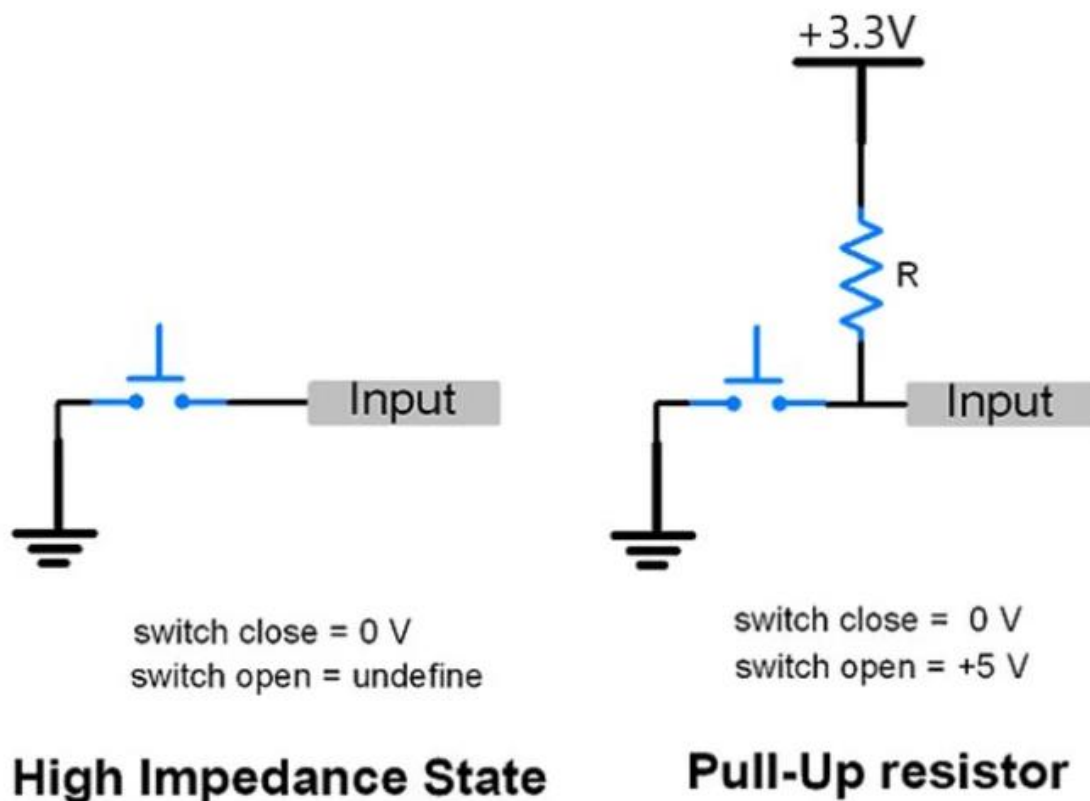 +3.3V
R
Input
Input
switch close = 0 V
switch open = undefine
switch close = 0 V
switch open = +5 V
High Impedance State
Pull-Up resistor